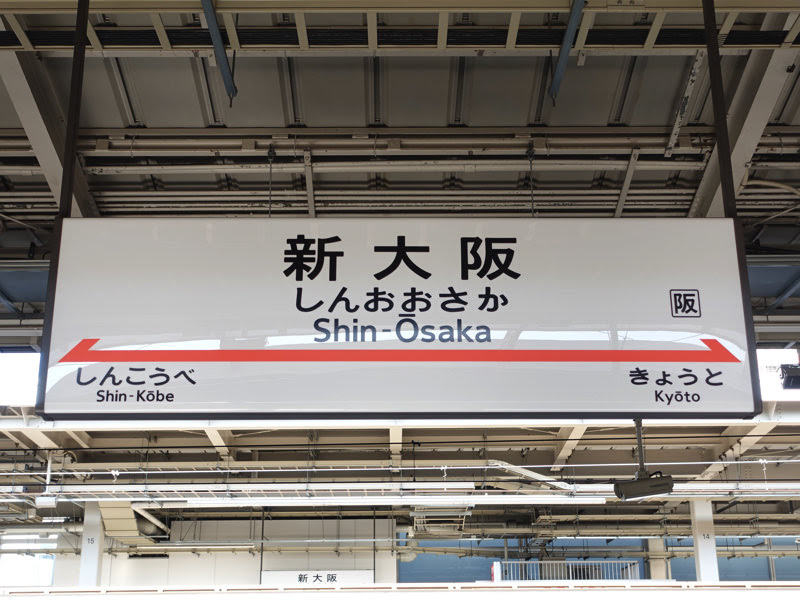 新大阪
しんおおさか
Shin-Ōsaka
阪
しんこうべ
Shin-Kōbe
きょうと
Kyōto
15
14
新大阪